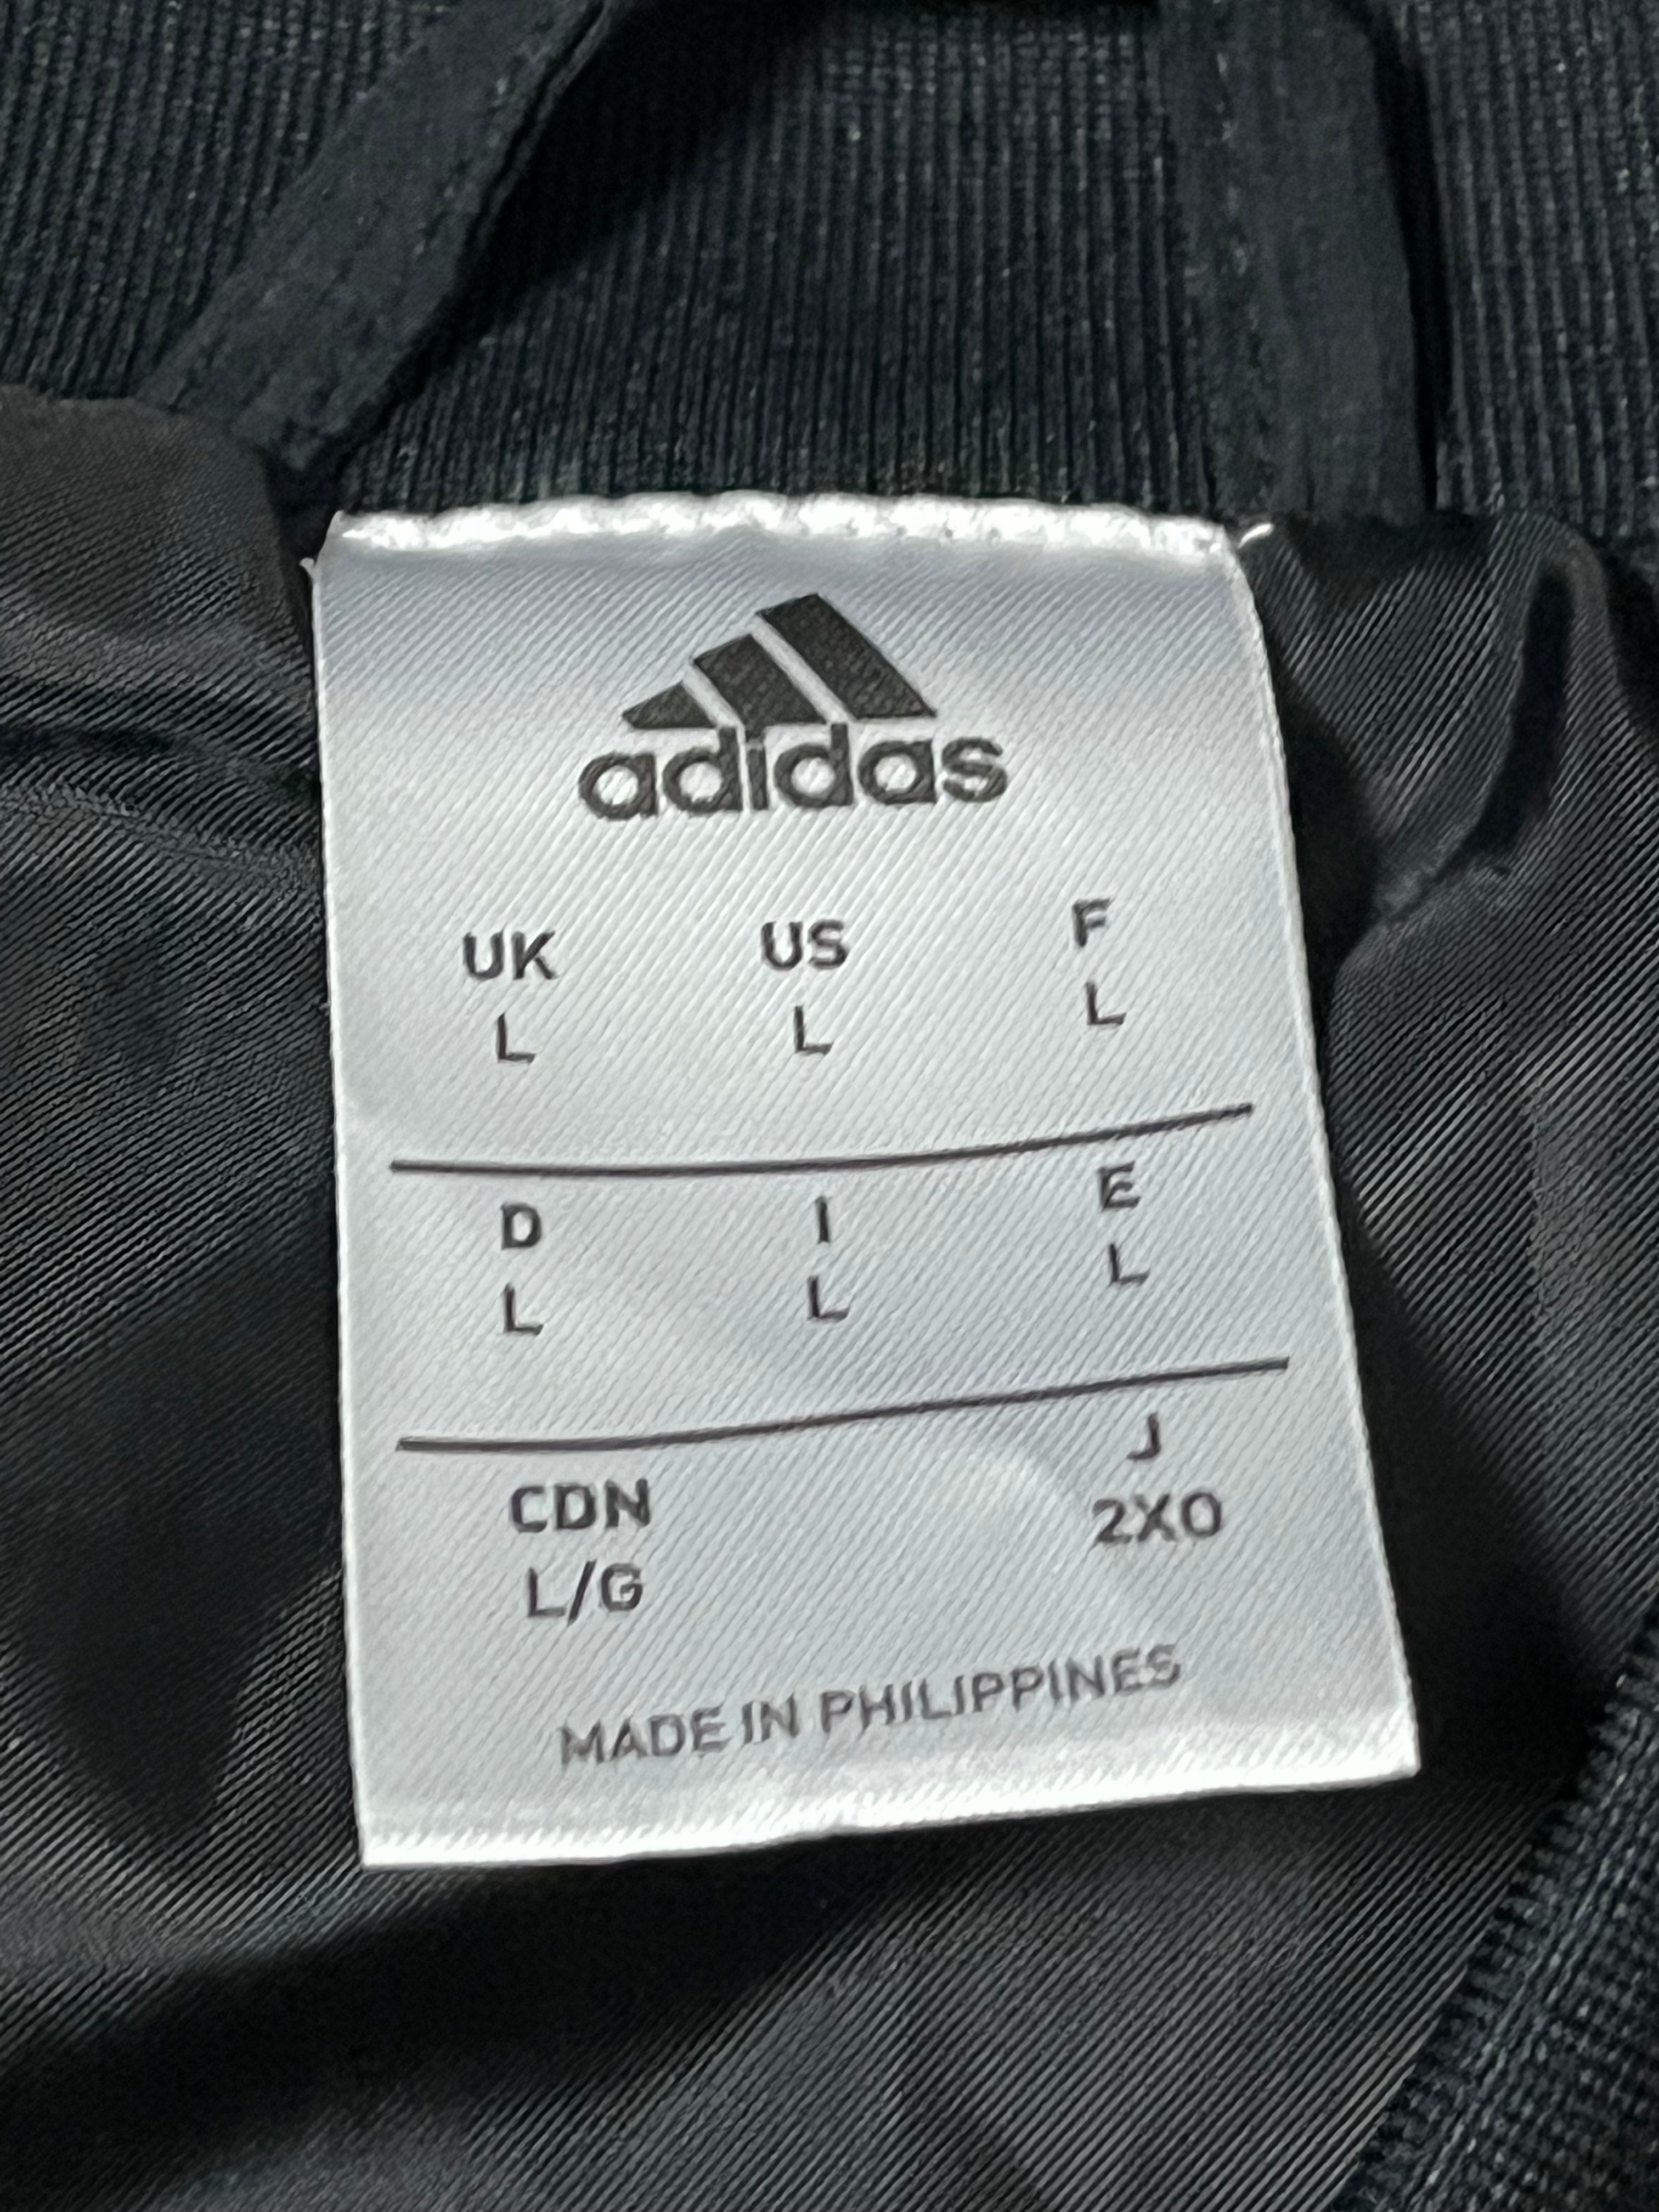 adidas
UK US F
L L L
D I E
L L L
CDN J
L/G 2XO
MADE IN PHILIPPINES